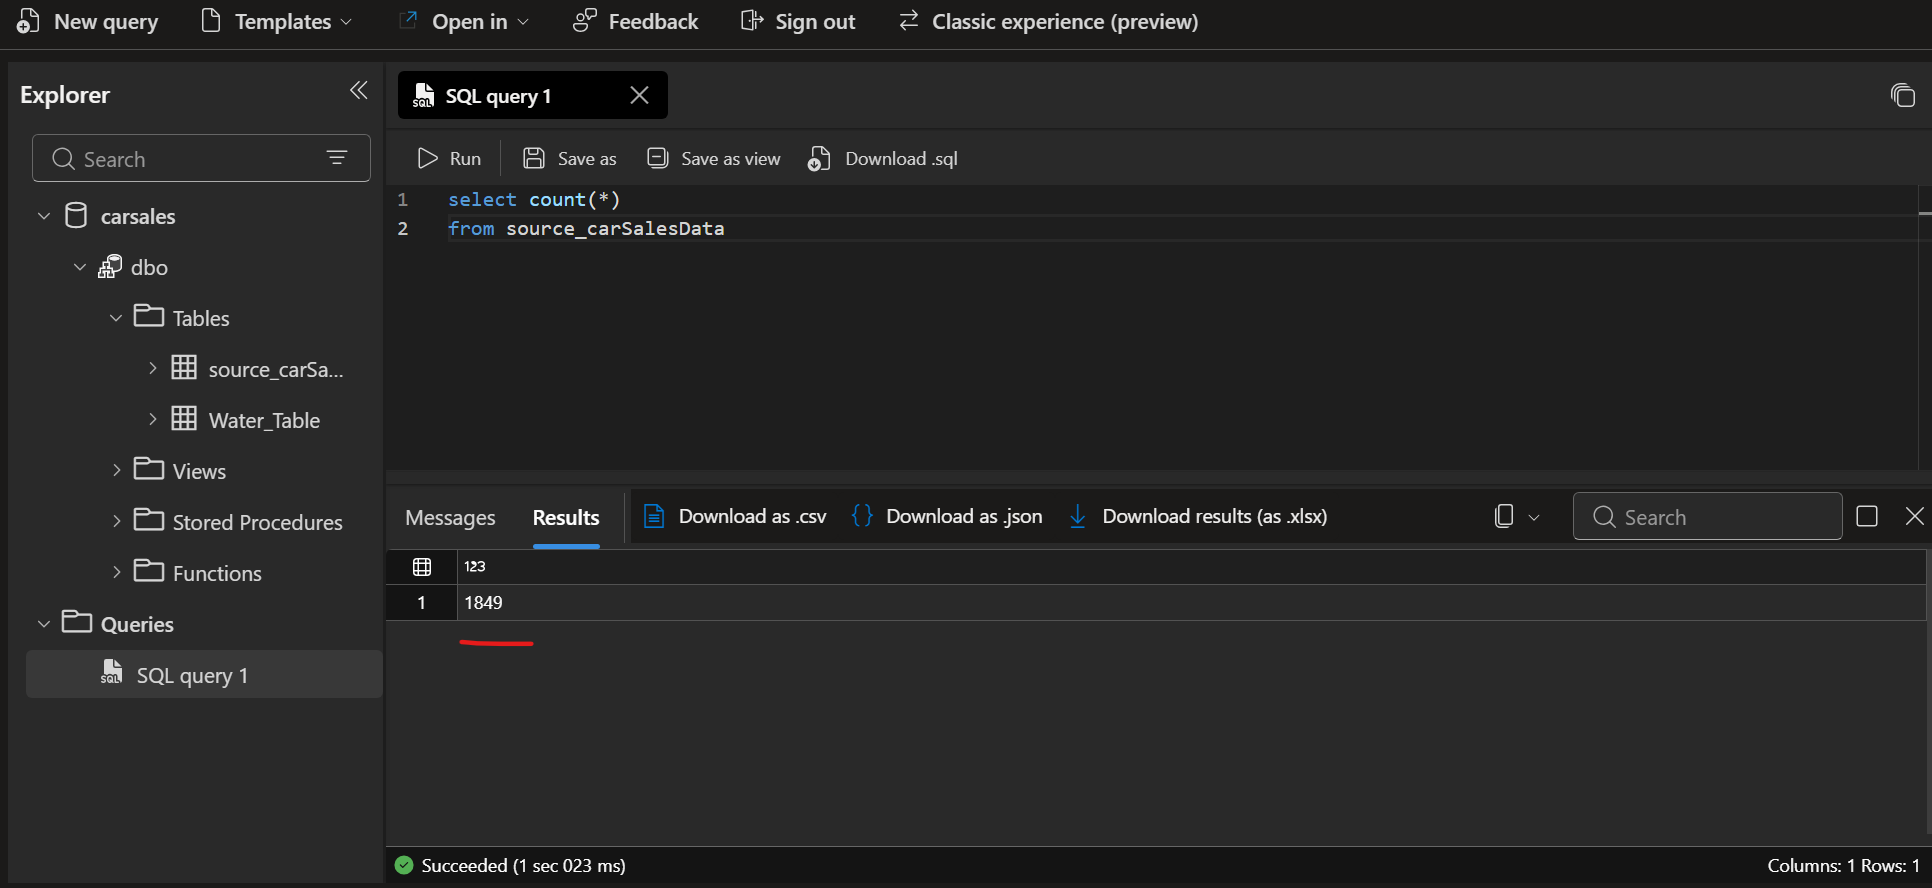 New query
Templates
Open in
Feedback
Sign out
Classic experience (preview)
Explorer
Search
carsales
dbo
Tables
source_carSa...
Water_Table
Views
Stored Procedures
Functions
Queries
SQL query 1
SQL query 1
Run
Save as
Save as view
Download .sql
1 select count(*)
2 from source_carSalesData
Messages
Results
Download as .csv
{} Download as .json
Download results (as .xlsx)
Search
123
1 1849
Succeeded (1 sec 023 ms)
Columns: 1 Rows: 1